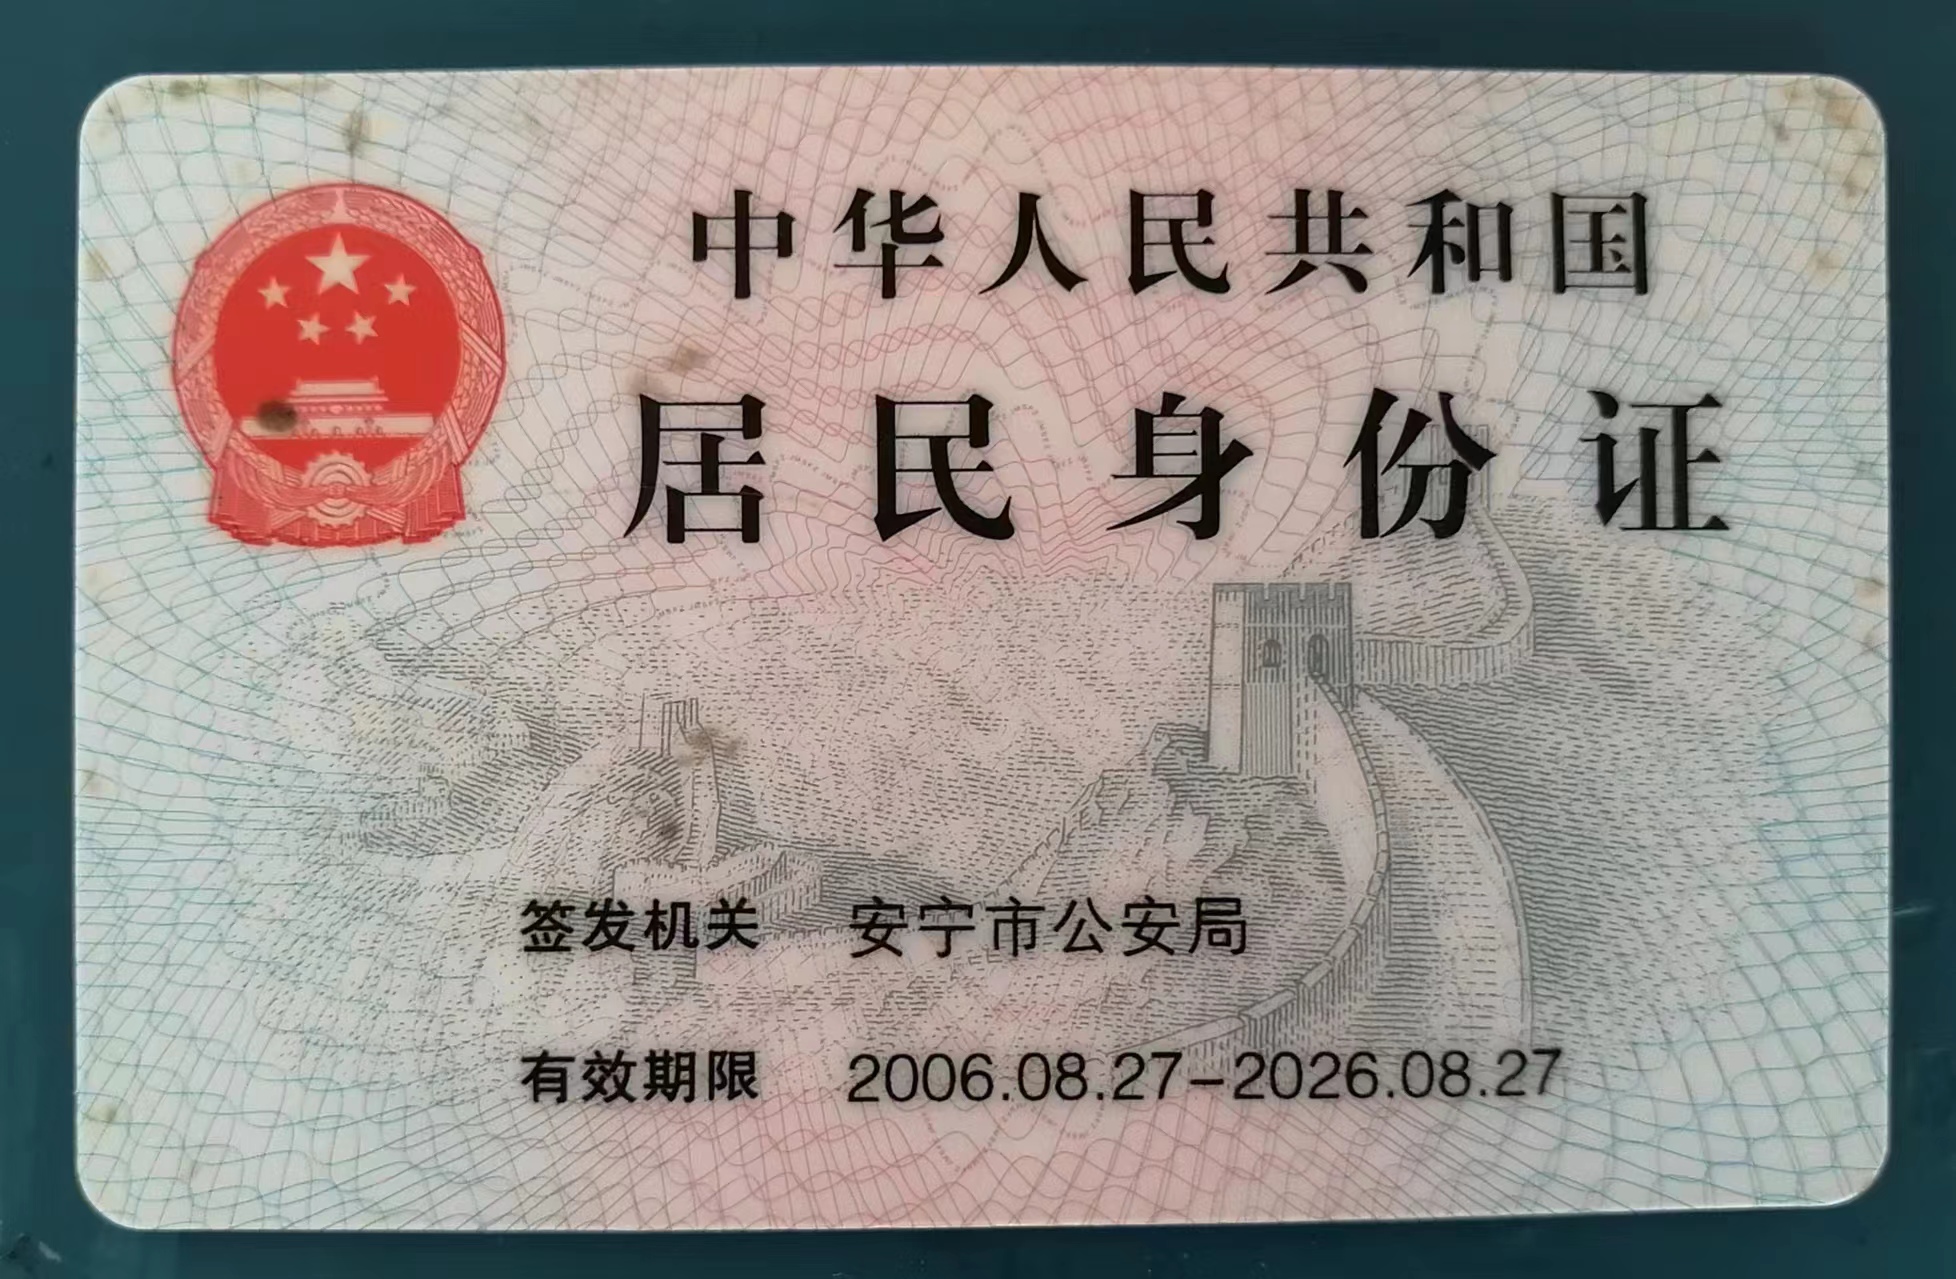 中华人民共和国
居民身份证
签发机关 安宁市公安局
有效期限 2006.08.27-2026.08.27